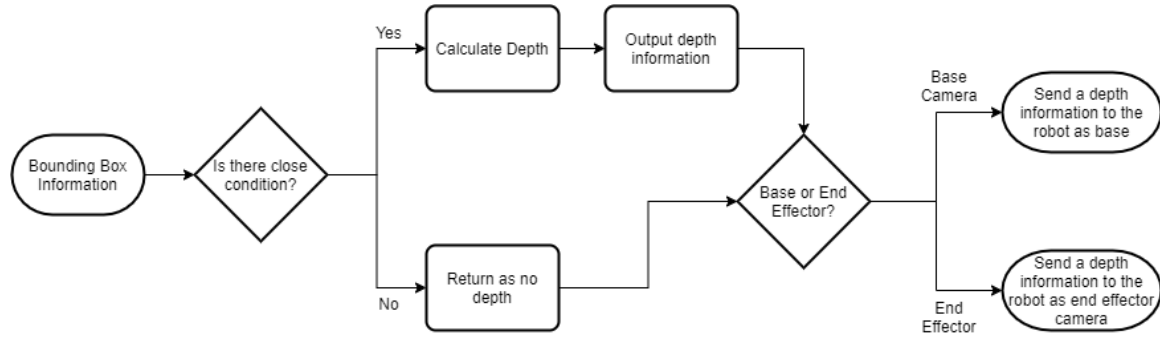 Bounding Box
Information
Is there close
condition?
Yes
Calculate Depth
Output depth
information
No
Return as no
depth
Base or End
Effector?
Base
Camera
Send a depth
information to the
robot as base
End
Effector
Send a depth
information to the
robot as end effector
camera